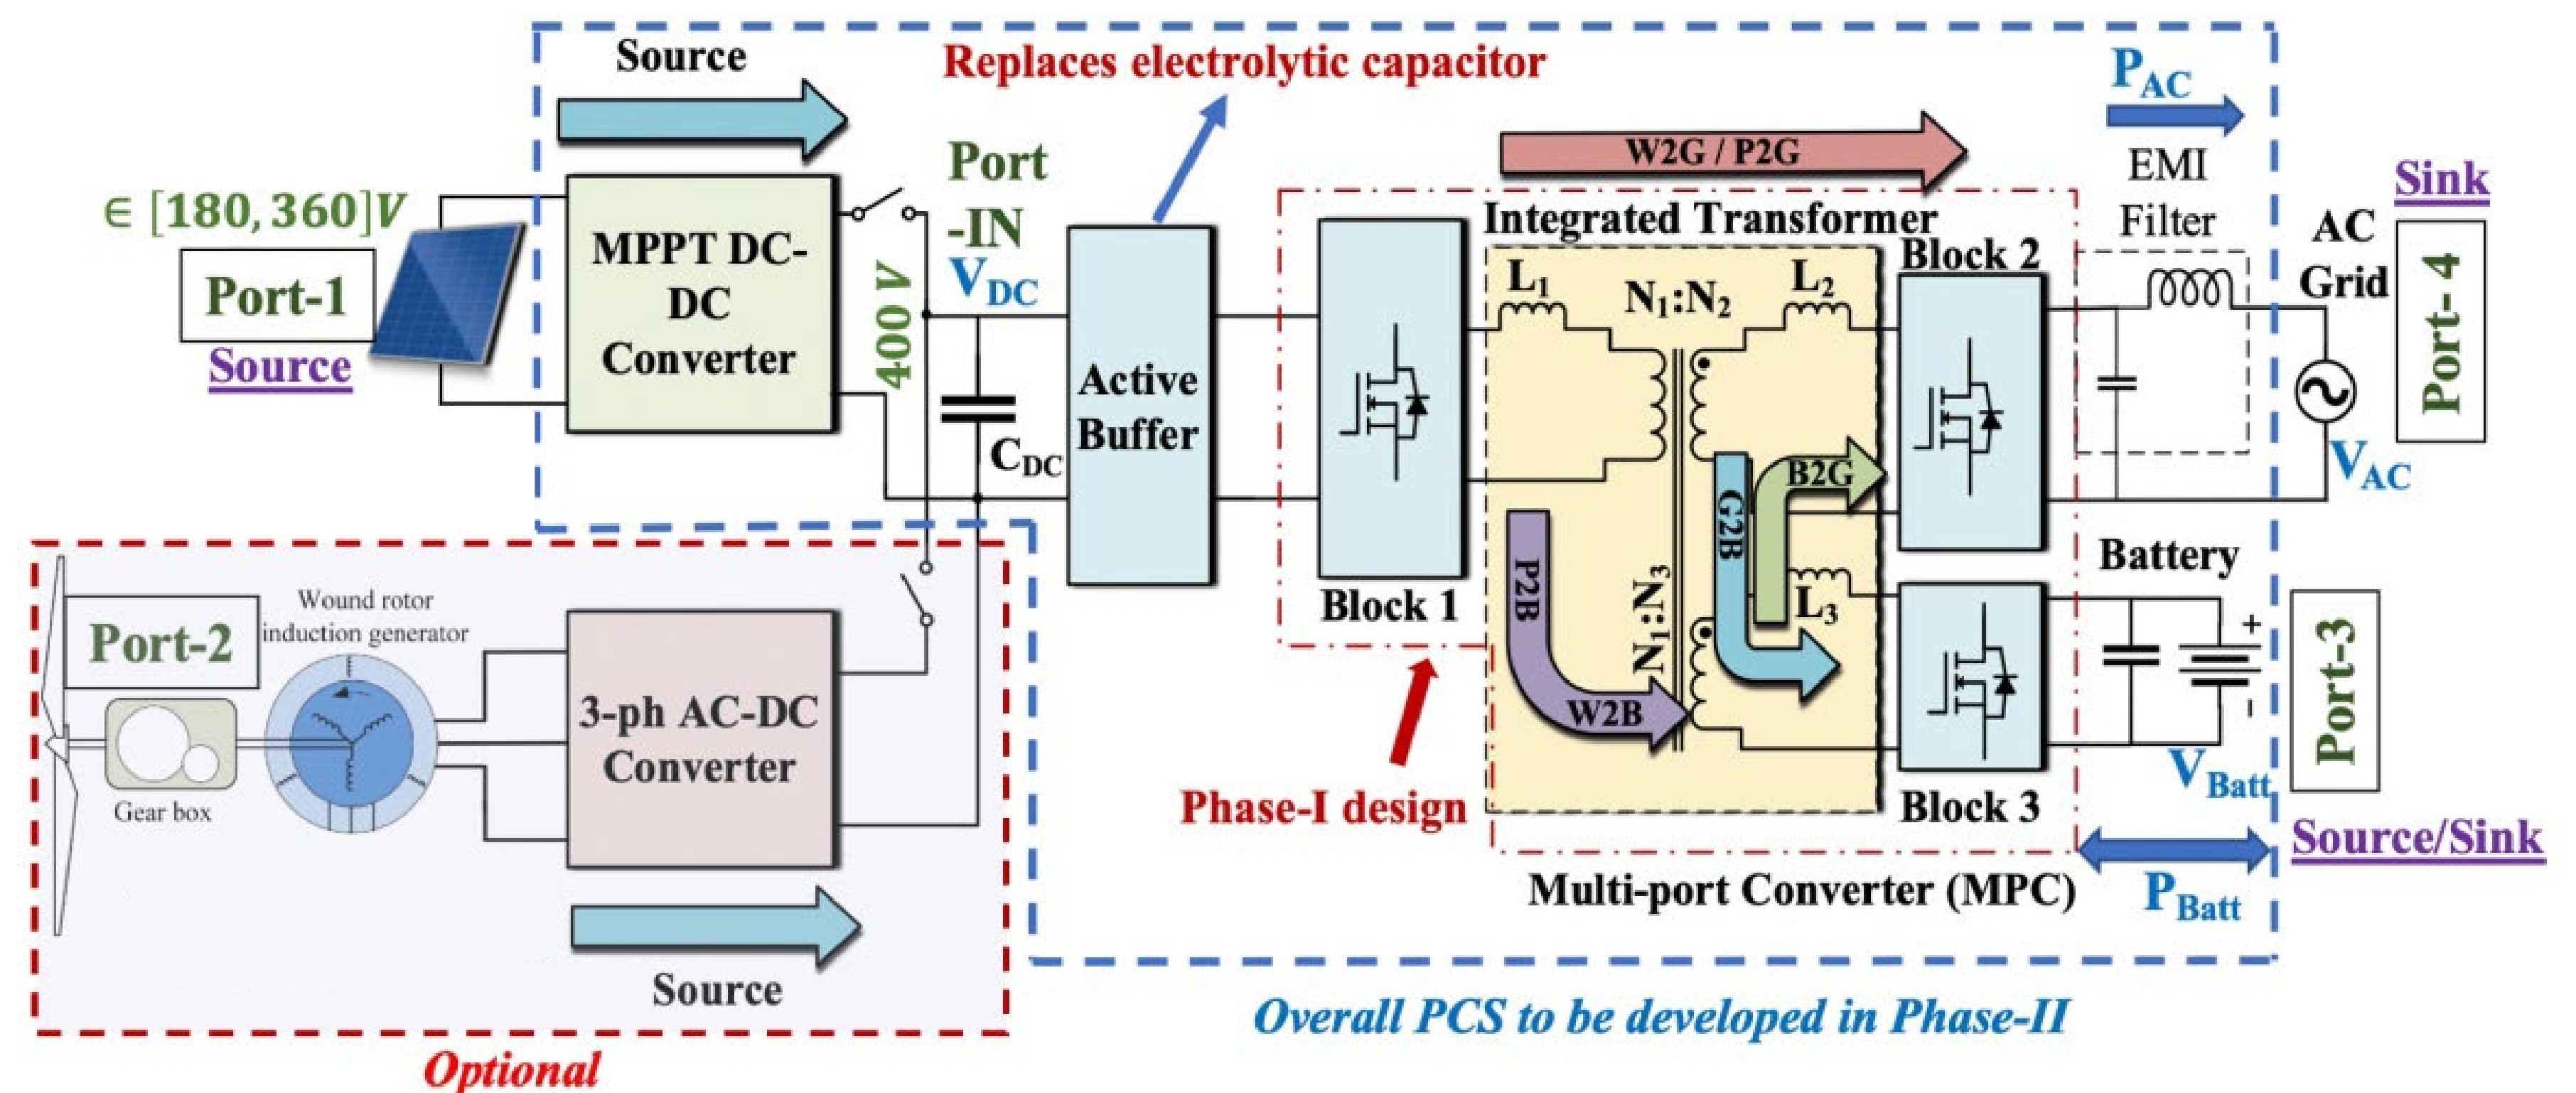 Source
Replaces electrolytic capacitor
P_AC
W2G / P2G
EMI
Filter
Sink
∈ [180, 360]V
Port-1
Source
MPPT DC-
DC
Converter
Port
-IN
V_DC
400 V
C_DC
Active
Buffer
Block 1
Integrated Transformer
L_1
N_1:N_2
L_2
Block 2
AC
Grid
Port- 4
V_AC
B2G
G2B
P2B
W2B
N_1:N_3
L_3
Block 3
Battery
+
-
V_Batt
Port-3
Source/Sink
P_Batt
Phase-I design
Multi-port Converter (MPC)
Port-2
Wound rotor
induction generator
Gear box
3-ph AC-DC
Converter
Source
Optional
Overall PCS to be developed in Phase-II